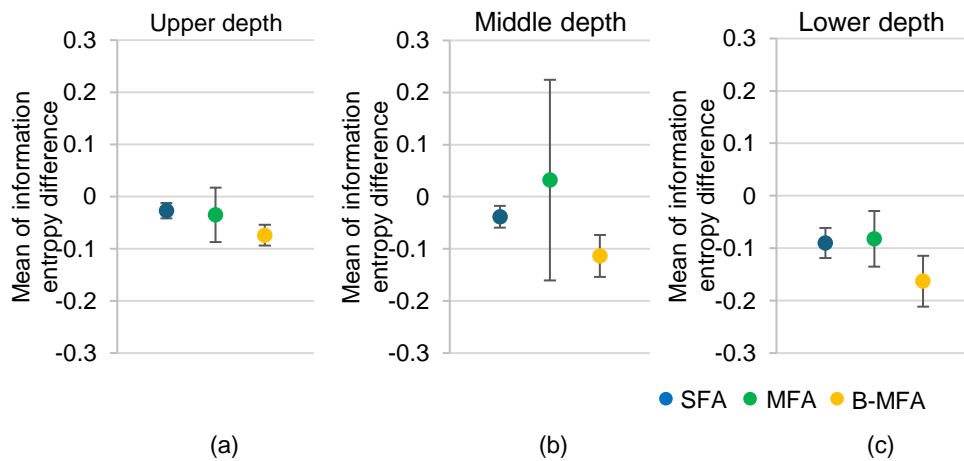 Upper depth
Mean of information
entropy difference
0.3
0.2
0.1
0
-0.1
-0.2
-0.3
(a)
Middle depth
Mean of information
entropy difference
0.3
0.2
0.1
0
-0.1
-0.2
-0.3
(b)
Lower depth
Mean of information
entropy difference
0.3
0.2
0.1
0
-0.1
-0.2
-0.3
SFA MFA B-MFA
(c)